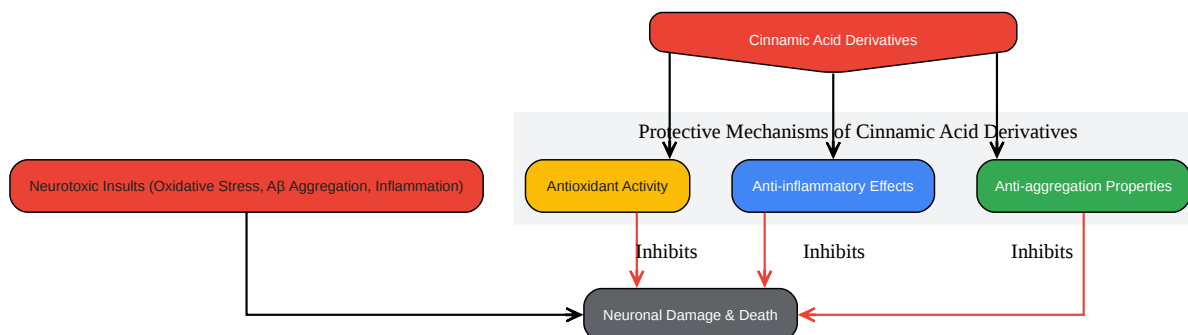 Cinnamic Acid Derivatives
Protective Mechanisms of Cinnamic Acid Derivatives
Neurotoxic Insults (Oxidative Stress, Aβ Aggregation, Inflammation)
Antioxidant Activity
Anti-inflammatory Effects
Anti-aggregation Properties
Inhibits
Inhibits
Inhibits
Neuronal Damage & Death